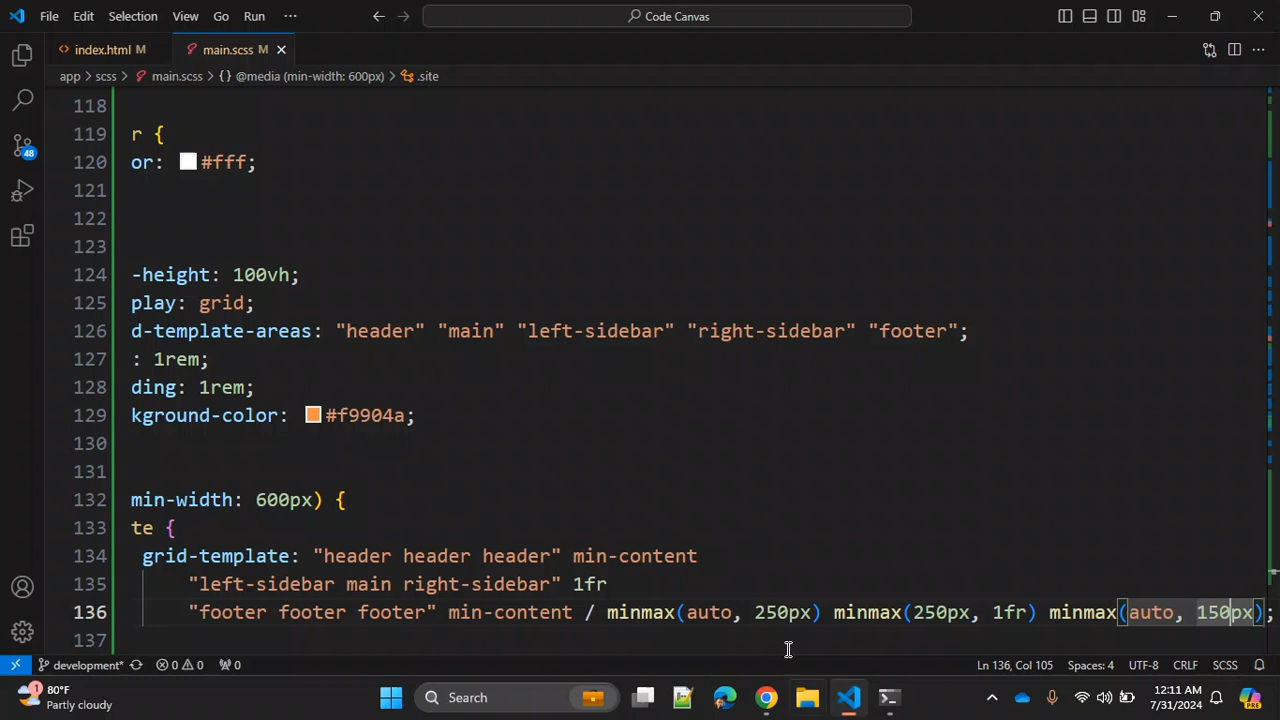 File Edit Selection View Go Run ··· Code Canvas
index.html M main.scss M
app > scss > main.scss > {} @media (min-width: 600px) > .site
118
119 r {
120 or: #fff;
121
122
123
124 -height: 100vh;
125 play: grid;
126 d-template-areas: "header" "main" "left-sidebar" "right-sidebar" "footer";
127 : 1rem;
128 ding: 1rem;
129 kground-color: #f9904a;
130
131
132 min-width: 600px) {
133 te {
134 grid-template: "header header header" min-content
135 "left-sidebar main right-sidebar" 1fr
136 "footer footer footer" min-content / minmax(auto, 250px) minmax(250px, 1fr) minmax(auto, 150px);
137
48
development* 0 0 0 Ln 136, Col 105 Spaces: 4 UTF-8 CRLF SCSS
1 80°F
Partly cloudy
Search
12:11 AM
7/31/2024
PRE